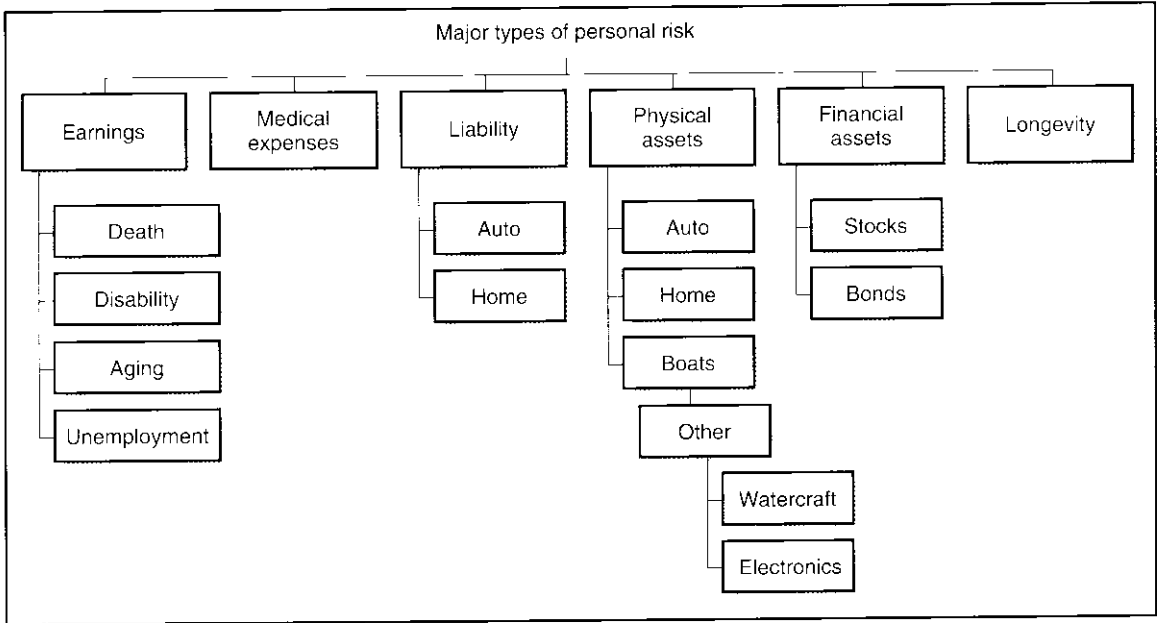 Major types of personal risk
Earnings
Medical
expenses
Liability
Physical
assets
Financial
assets
Longevity
Death
Disability
Aging
Unemployment
Auto
Home
Auto
Home
Boats
Other
Watercraft
Electronics
Stocks
Bonds